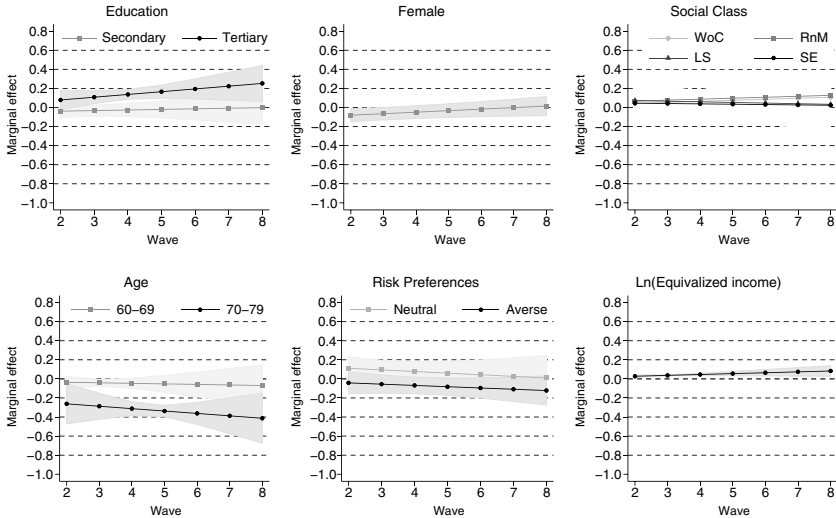 Education
Secondary Tertiary
0.8
0.6
0.4
0.2
0.0
−0.2
−0.4
−0.6
−0.8
−1.0
Marginal effect
2 3 4 5 6 7 8
Wave
Female
0.8
0.6
0.4
0.2
0.0
−0.2
−0.4
−0.6
−0.8
−1.0
Marginal effect
2 3 4 5 6 7 8
Wave
Social Class
WoC RnM
LS SE
0.8
0.6
0.4
0.2
0.0
−0.2
−0.4
−0.6
−0.8
−1.0
Marginal effect
2 3 4 5 6 7 8
Wave
Age
60−69 70−79
0.8
0.6
0.4
0.2
0.0
−0.2
−0.4
−0.6
−0.8
−1.0
Marginal effect
2 3 4 5 6 7 8
Wave
Risk Preferences
Neutral Averse
0.8
0.6
0.4
0.2
0.0
−0.2
−0.4
−0.6
−0.8
−1.0
Marginal effect
2 3 4 5 6 7 8
Wave
Ln(Equivalized income)
0.8
0.6
0.4
0.2
0.0
−0.2
−0.4
−0.6
−0.8
−1.0
Marginal effect
2 3 4 5 6 7 8
Wave